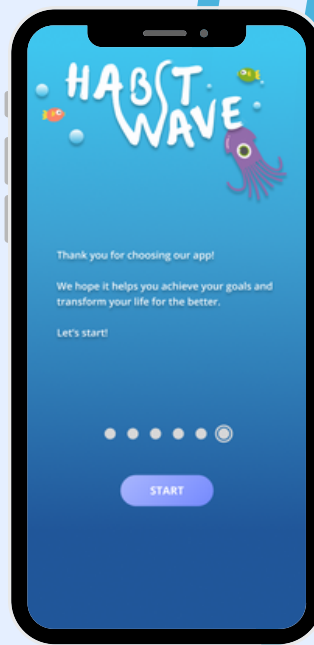 HABIT
WAVE
Thank you for choosing our app!
We hope it helps you achieve your goals and
transform your life for the better.
Let's start!
START